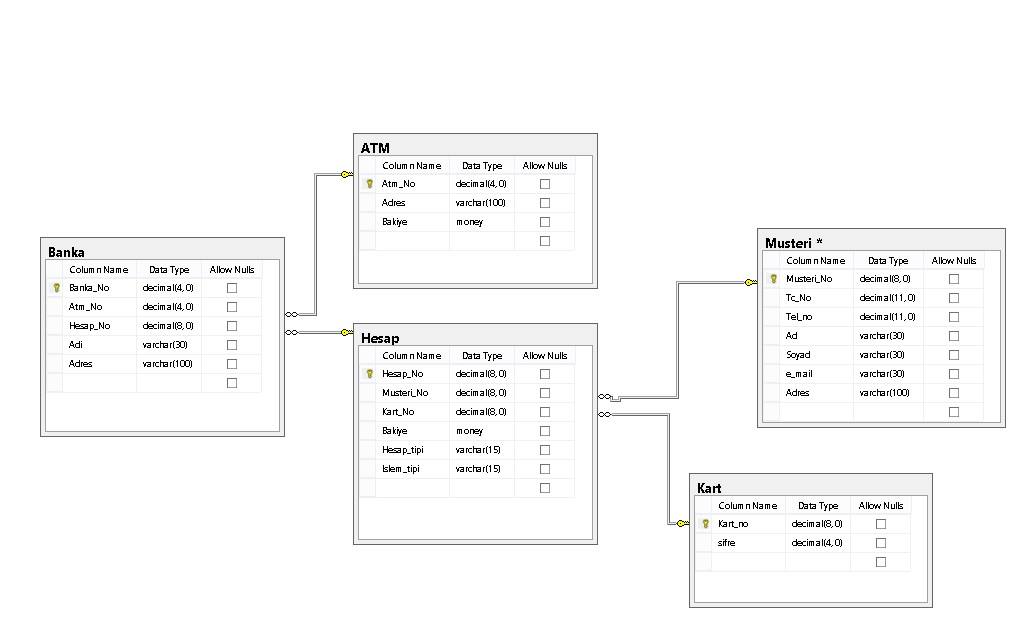 ATM
Column Name Data Type Allow Nulls
Atm_No decimal(4, 0)
Adres varchar(100)
Bakiye money
Banka
Column Name Data Type Allow Nulls
Banka_No decimal(4, 0)
Atm_No decimal(4, 0)
Hesap_No decimal(8, 0)
Adi varchar(30)
Adres varchar(100)
Hesap
Column Name Data Type Allow Nulls
Hesap_No decimal(8, 0)
Musteri_No decimal(8, 0)
Kart_No decimal(8, 0)
Bakiye money
Hesap_tipi varchar(15)
Islem_tipi varchar(15)
Musteri *
Column Name Data Type Allow Nulls
Musteri_No decimal(8, 0)
Tc_No decimal(11, 0)
Tel_no decimal(11, 0)
Ad varchar(30)
Soyad varchar(30)
e_mail varchar(30)
Adres varchar(100)
Kart
Column Name Data Type Allow Nulls
Kart_no decimal(8, 0)
sifre decimal(4, 0)